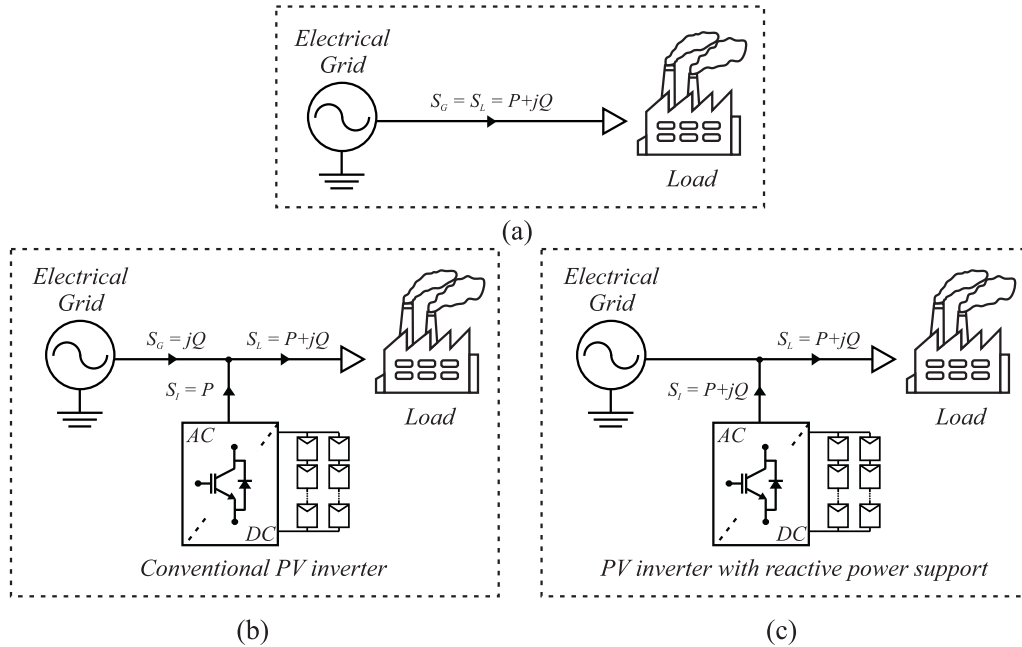 Electrical
Grid
S_G = S_L = P+jQ
Load
(a)
Electrical
Grid
S_G = jQ
S_L = P+jQ
S_I = P
Load
AC
DC
Conventional PV inverter
(b)
Electrical
Grid
S_L = P+jQ
S_I = P+jQ
Load
AC
DC
PV inverter with reactive power support
(c)